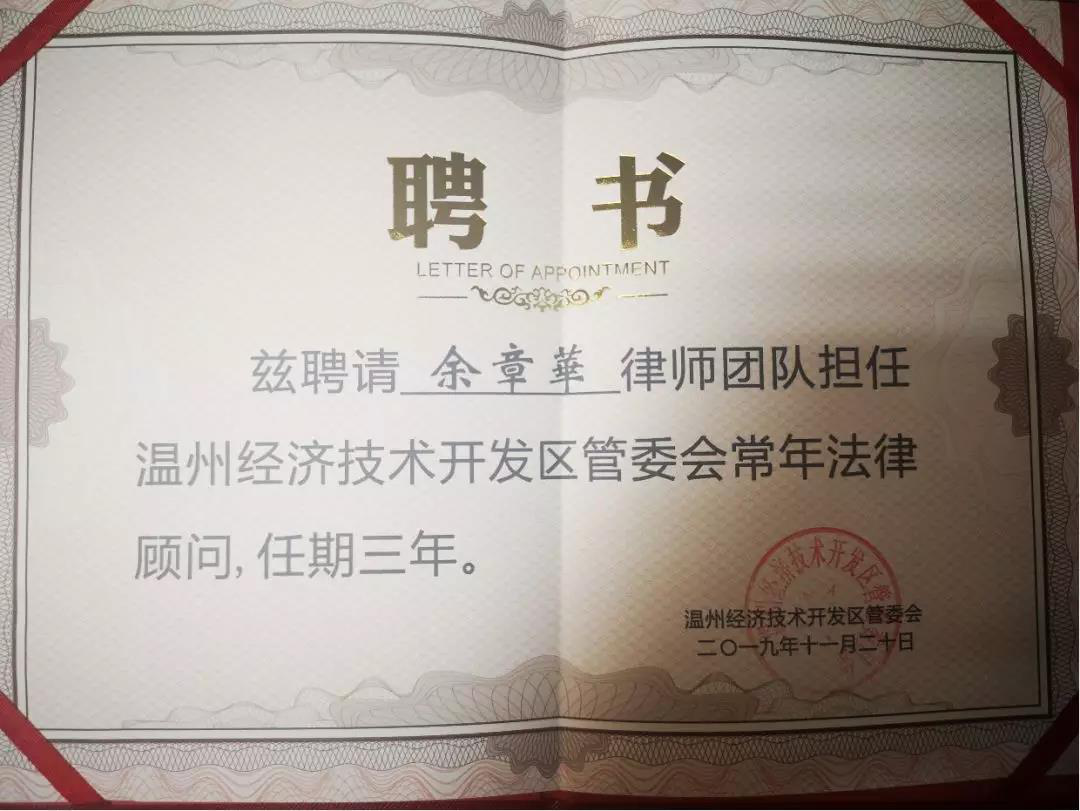 聘书
LETTER OF APPOINTMENT
兹聘请 余章華 律师团队担任
温州经济技术开发区管委会常年法律
顾问,任期三年。
温州经济技术开发区管委会
二〇一九年十一月二十日